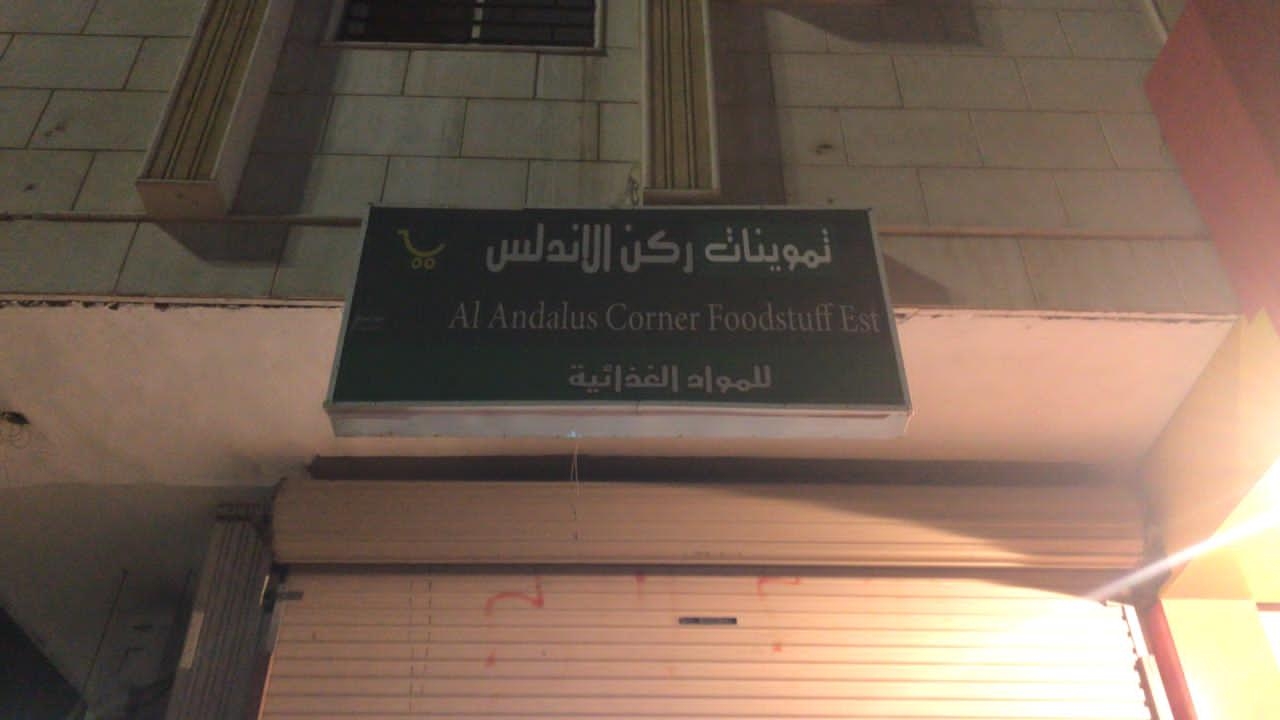 تموينات ركن الاندلس
Al Andalus Corner Foodstuff Est
للمواد الغذائية